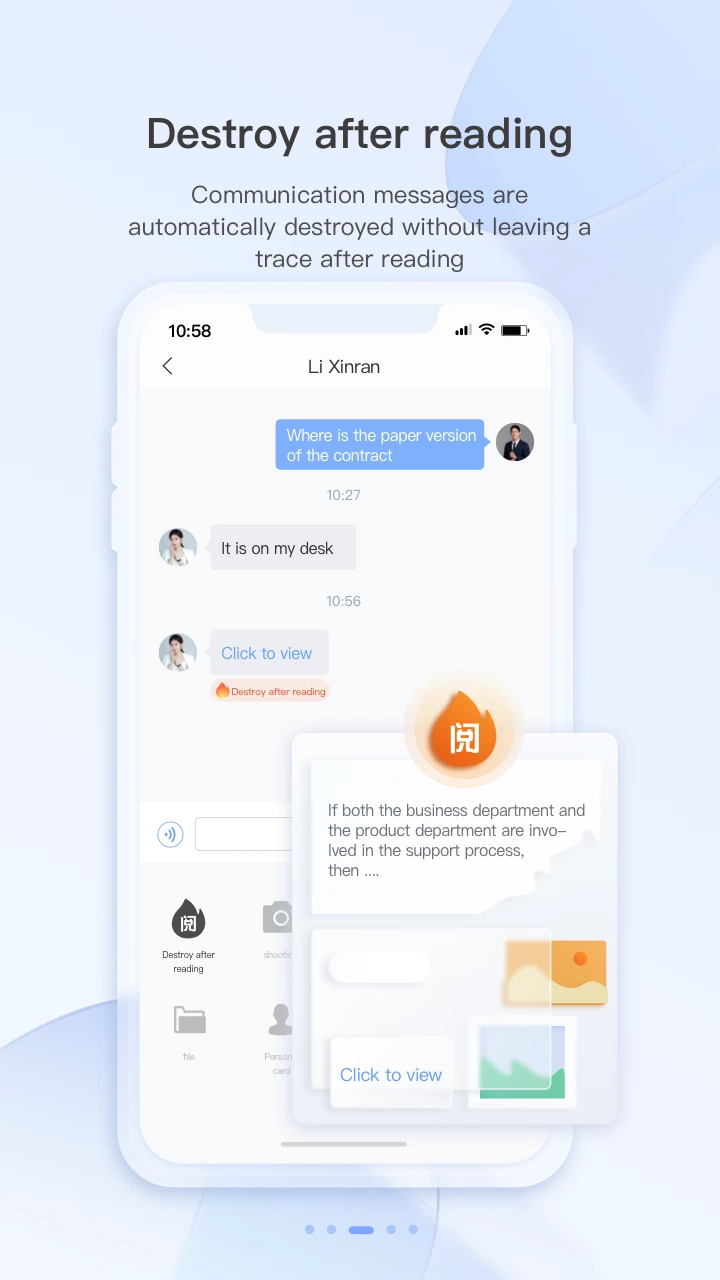 Destroy after reading
Communication messages are
automatically destroyed without leaving a
trace after reading
10:58
Li Xinran
Where is the paper version
of the contract
10:27
It is on my desk
10:56
Click to view
Destroy after reading
阅
If both the business department and
the product department are invo-
lved in the support process,
then ....
阅
Destroy after
reading
shootin
file
Person
card
Click to view